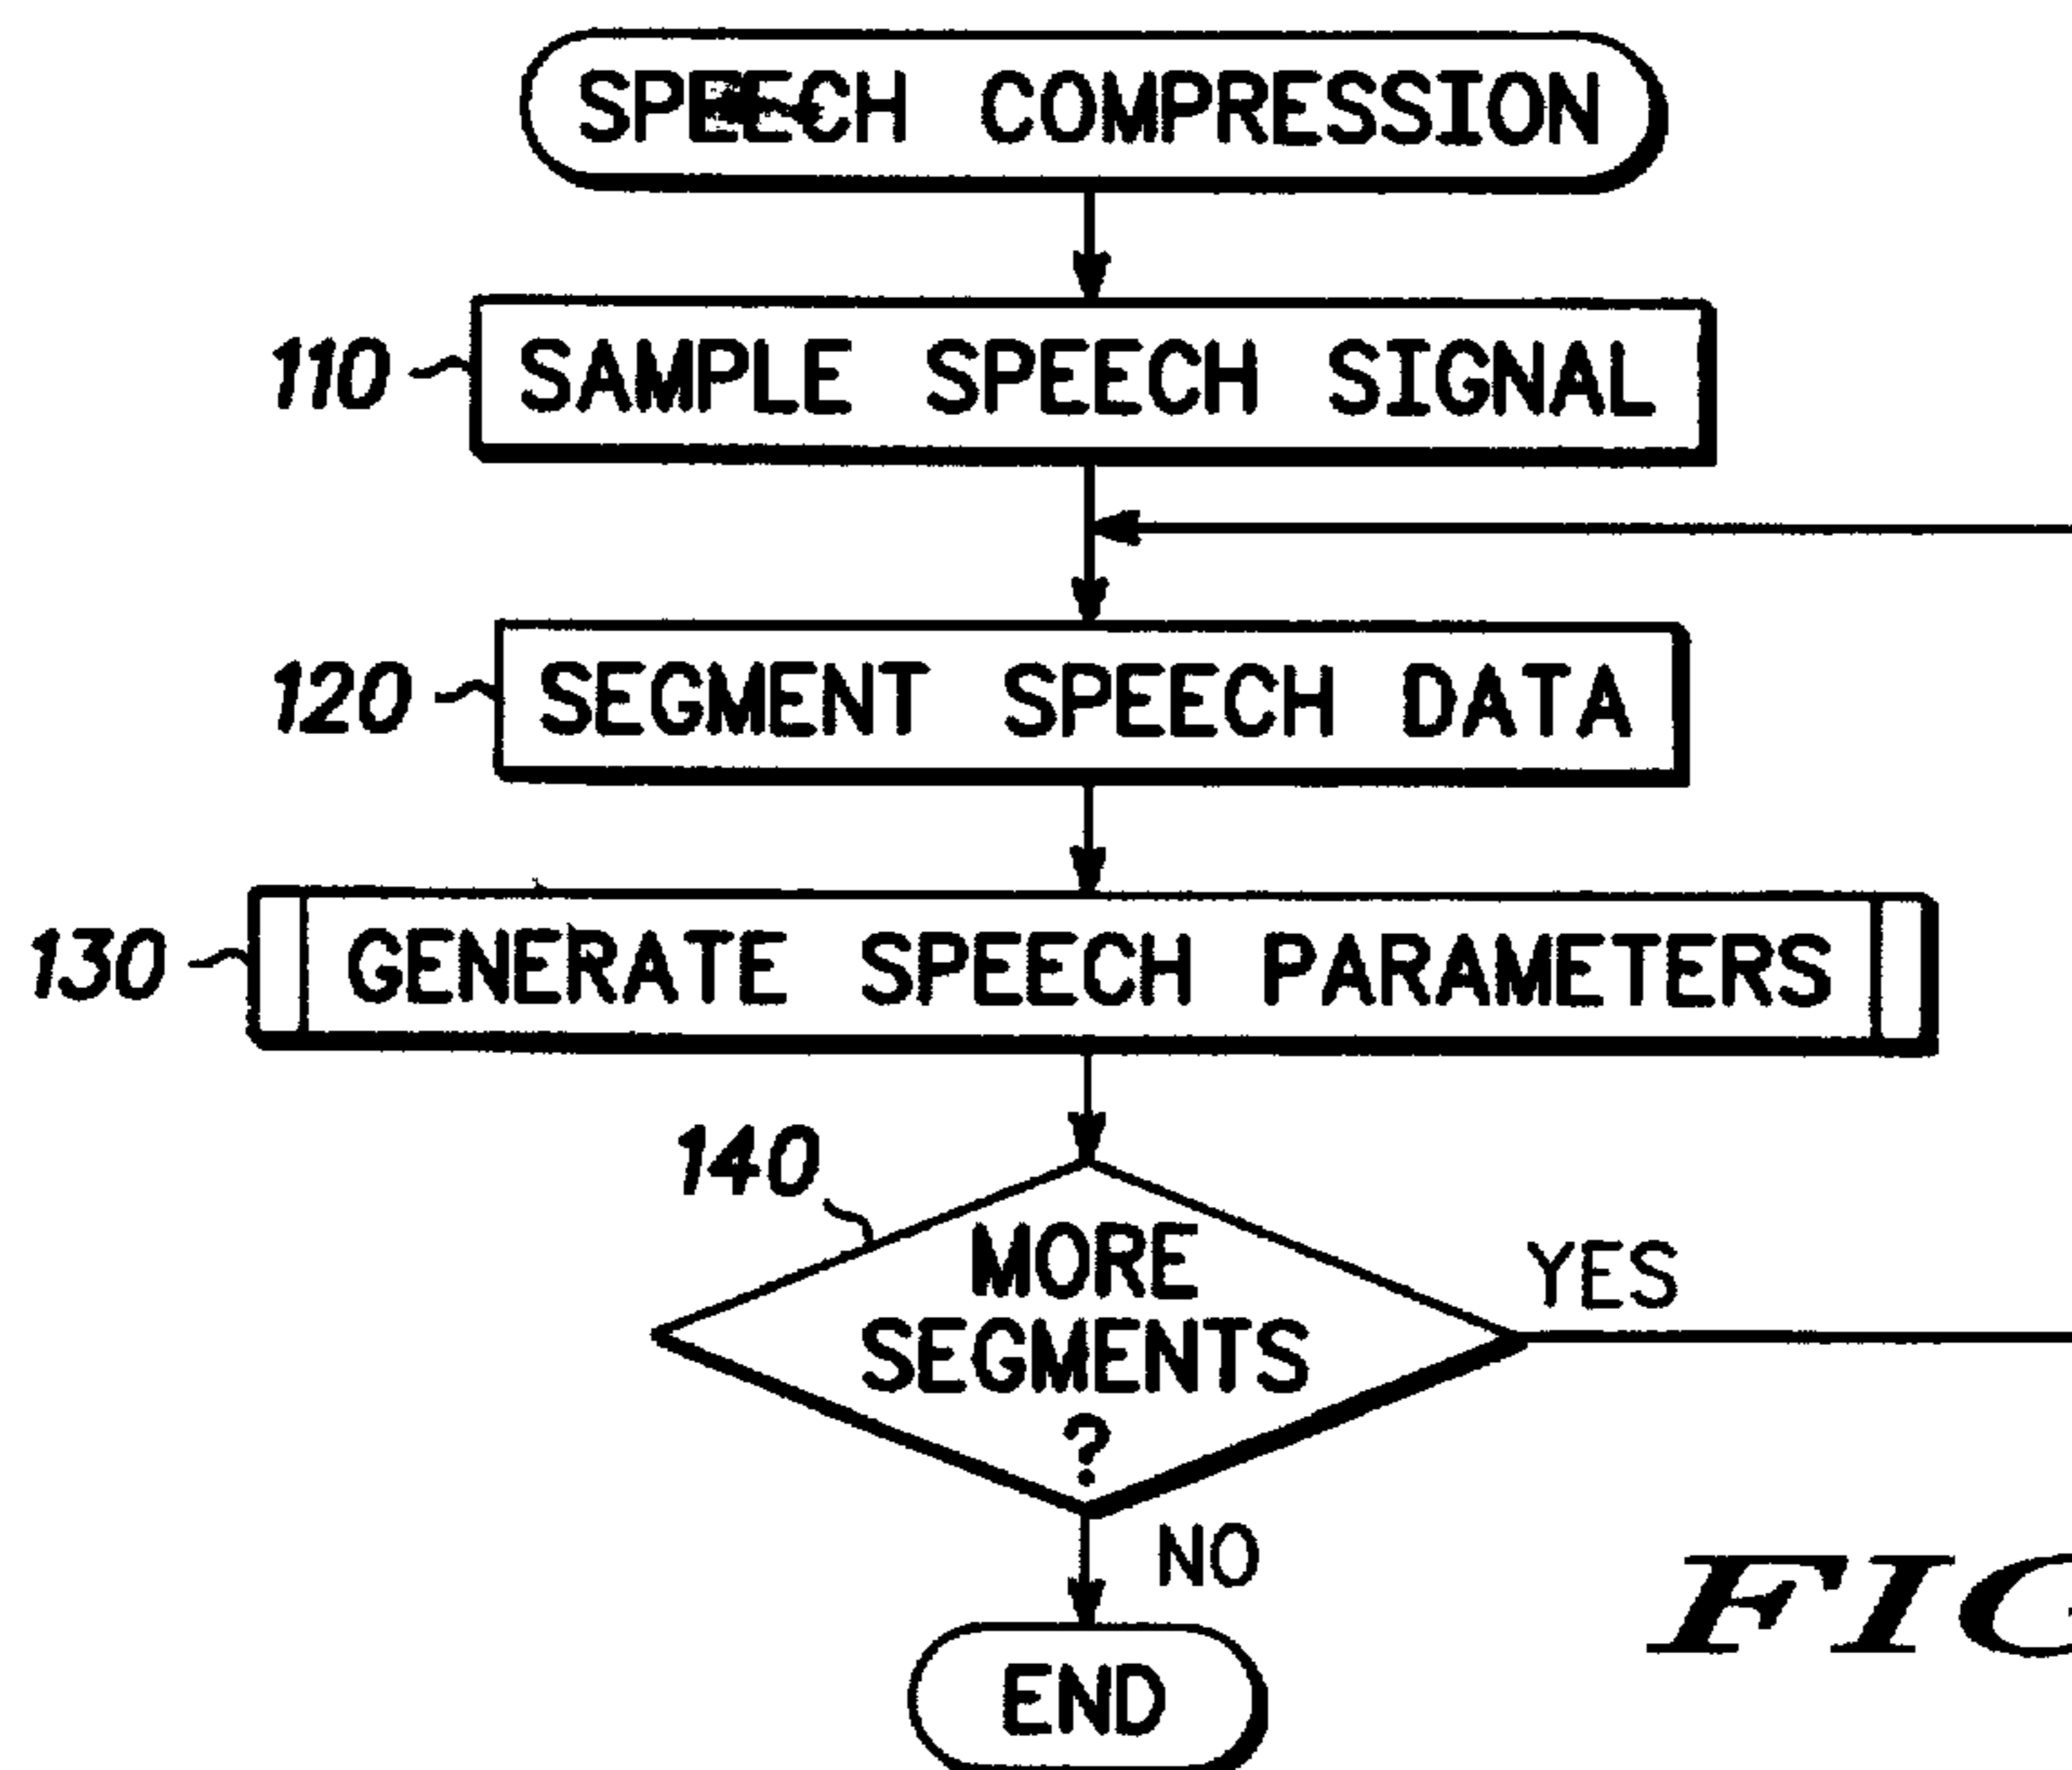 SPEECH COMPRESSION
110 SAMPLE SPEECH SIGNAL
120 SEGMENT SPEECH DATA
130 GENERATE SPEECH PARAMETERS
140
MORE
SEGMENTS
?
YES
NO
END